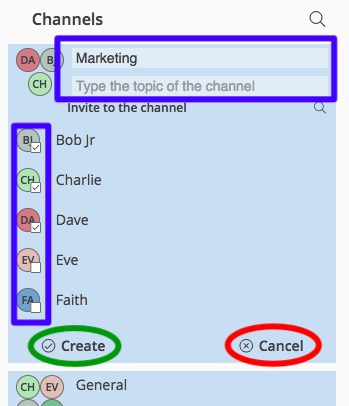 Channels
DA BJ
Marketing
CH
Type the topic of the channel
Invite to the channel
BJ Bob Jr
CH Charlie
DA Dave
EV Eve
FA Faith
Create Cancel
CH EV General